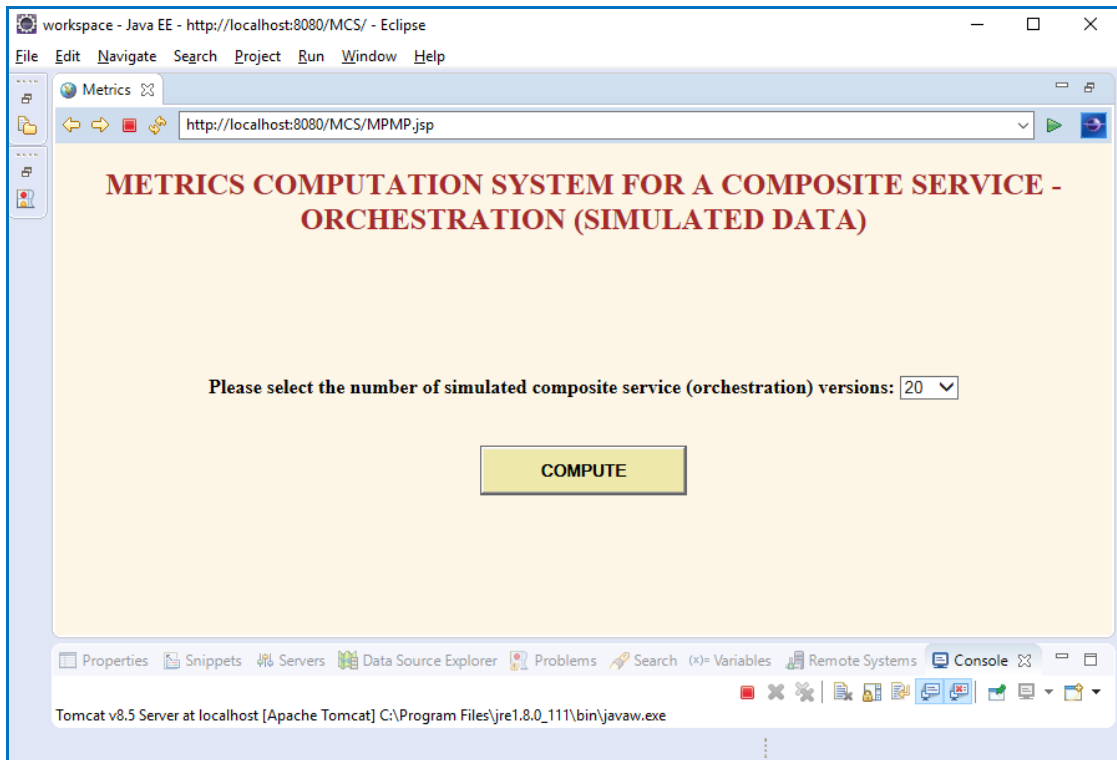 workspace - Java EE - http://localhost:8080/MCS/ - Eclipse
File Edit Navigate Search Project Run Window Help
Metrics
http://localhost:8080/MCS/MPMP.jsp
METRICS COMPUTATION SYSTEM FOR A COMPOSITE SERVICE -
ORCHESTRATION (SIMULATED DATA)
Please select the number of simulated composite service (orchestration) versions: 20
COMPUTE
Properties Snippets Servers Data Source Explorer Problems Search (x)= Variables Remote Systems Console
Tomcat v8.5 Server at localhost [Apache Tomcat] C:\Program Files\jre1.8.0_111\bin\javaw.exe